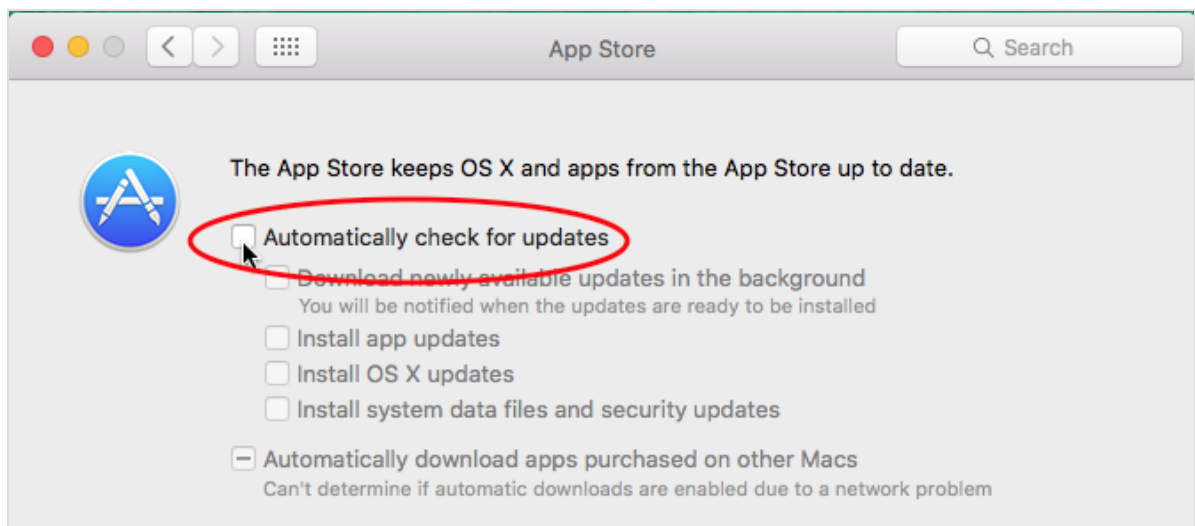 App Store
Search
The App Store keeps OS X and apps from the App Store up to date.
Automatically check for updates
Download newly available updates in the background
You will be notified when the updates are ready to be installed
Install app updates
Install OS X updates
Install system data files and security updates
Automatically download apps purchased on other Macs
Can't determine if automatic downloads are enabled due to a network problem